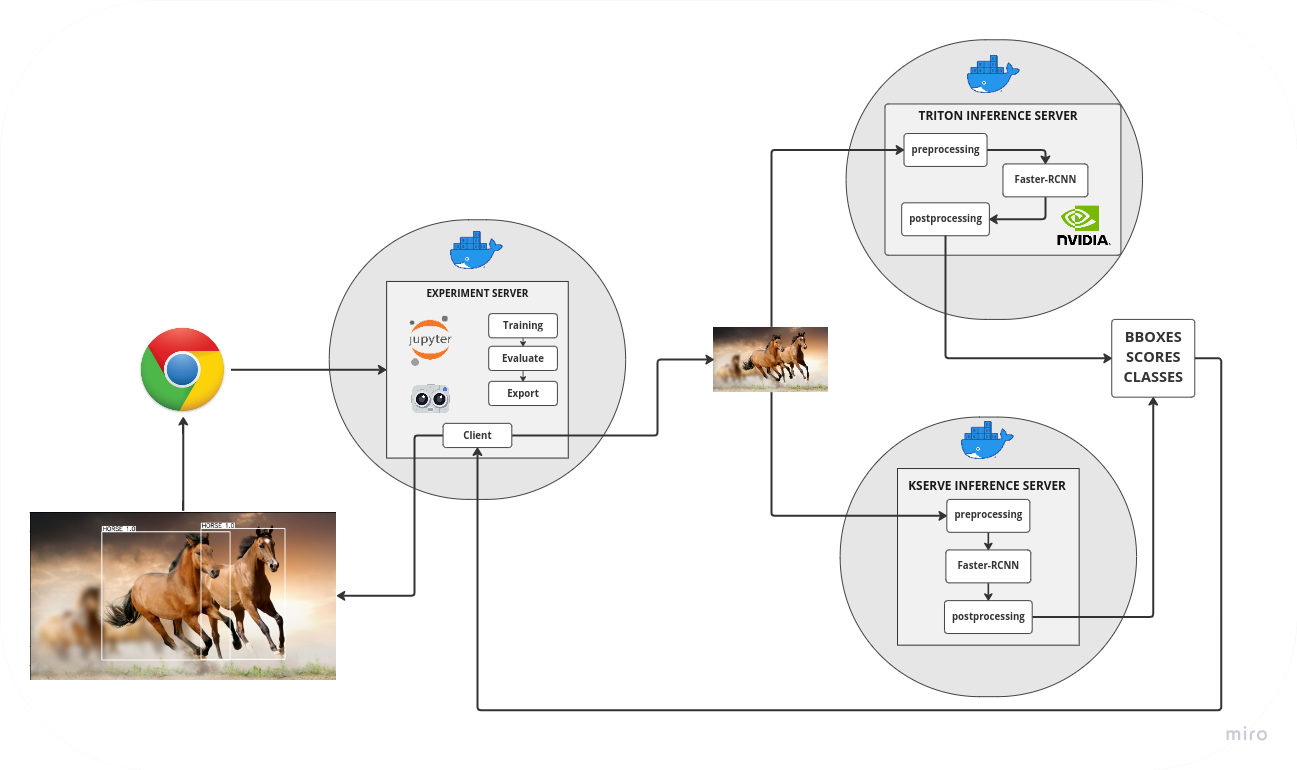 TRITON INFERENCE SERVER
preprocessing
Faster-RCNN
postprocessing
NVIDIA.
EXPERIMENT SERVER
jupyter
Training
Evaluate
Export
Client
BBOXES
SCORES
CLASSES
KSERVE INFERENCE SERVER
preprocessing
Faster-RCNN
postprocessing
HORSE 1.0
HORSE 1.0
miro